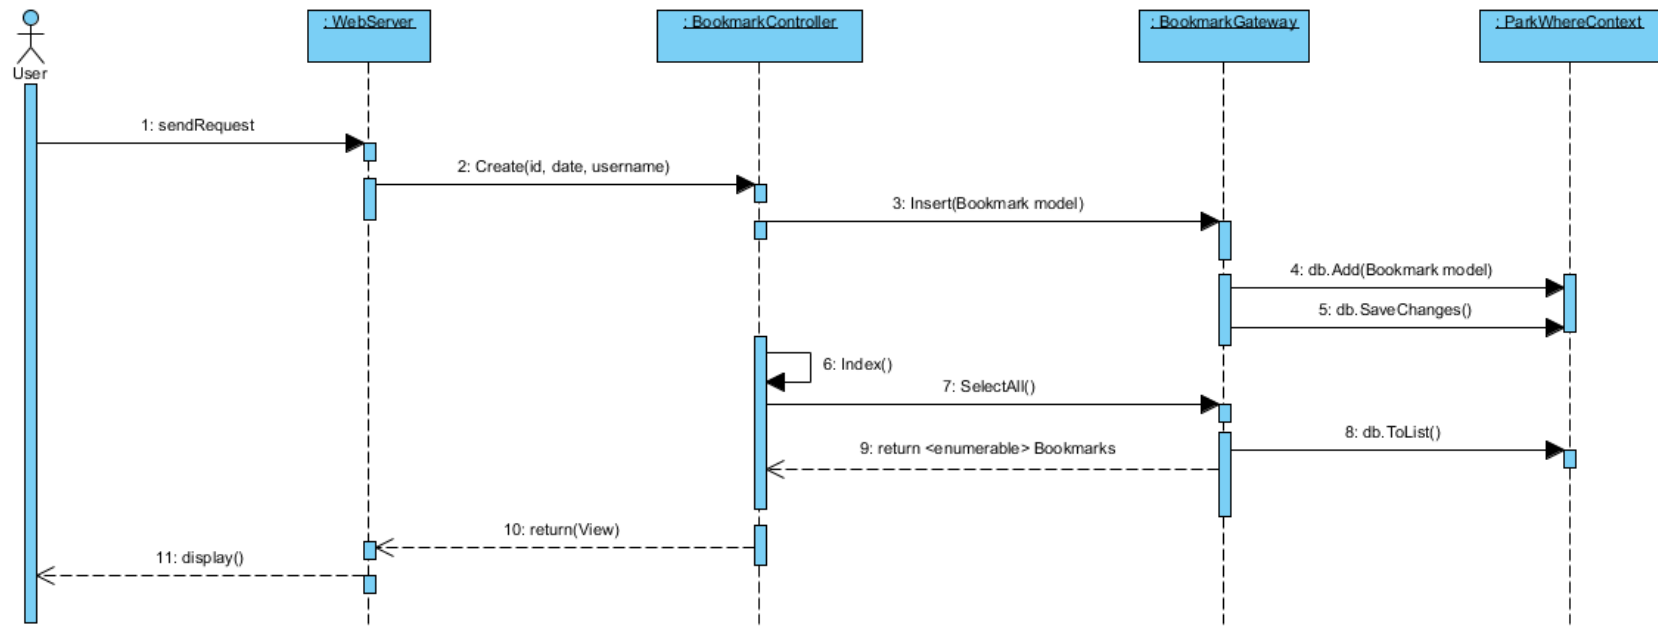 : WebServer
: BookmarkController
: BookmarkGateway
: ParkWhereContext
User
1: sendRequest
2: Create(id, date, username)
3: Insert(Bookmark model)
4: db.Add(Bookmark model)
5: db.SaveChanges()
6: Index()
7: SelectAll()
8: db.ToList()
9: return <enumerable> Bookmarks
10: return(View)
11: display()